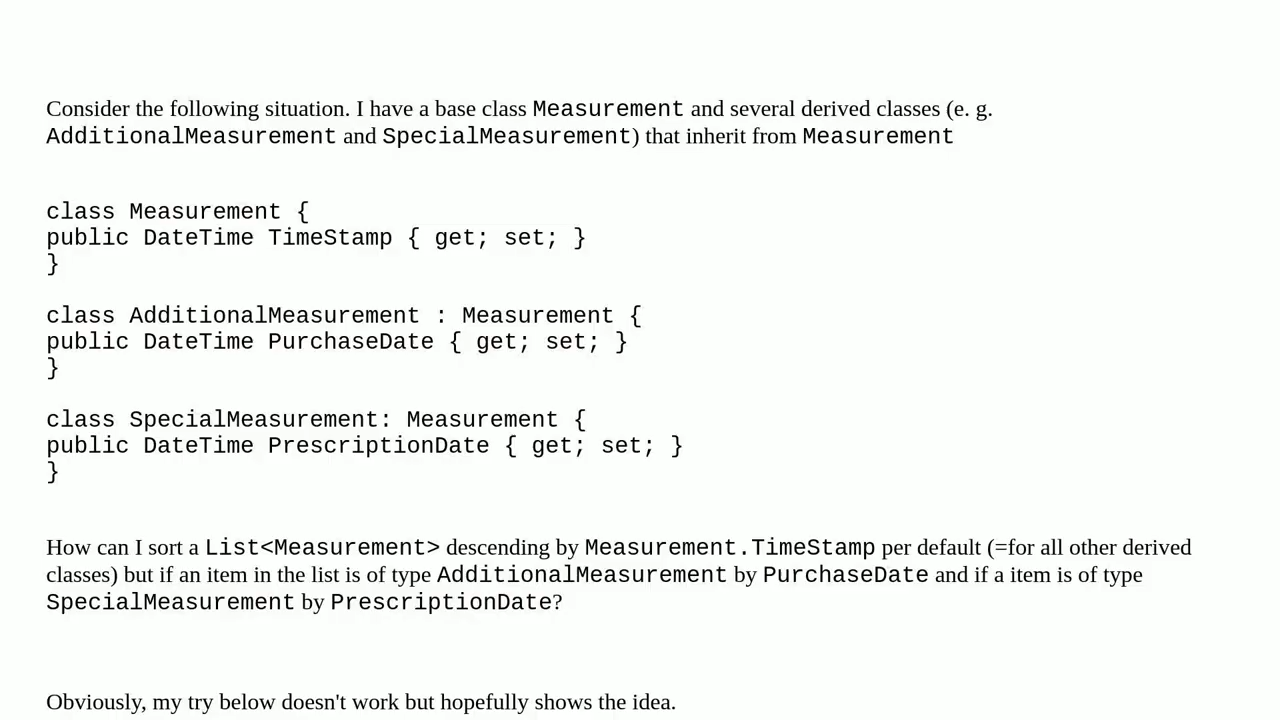 Consider the following situation. I have a base class Measurement and several derived classes (e. g.
AdditionalMeasurement and SpecialMeasurement) that inherit from Measurement
class Measurement {
public DateTime TimeStamp { get; set; }
}
class AdditionalMeasurement : Measurement {
public DateTime PurchaseDate { get; set; }
}
class SpecialMeasurement: Measurement {
public DateTime PrescriptionDate { get; set; }
}
How can I sort a List<Measurement> descending by Measurement.TimeStamp per default (=for all other derived
classes) but if an item in the list is of type AdditionalMeasurement by PurchaseDate and if a item is of type
SpecialMeasurement by PrescriptionDate?
Obviously, my try below doesn't work but hopefully shows the idea.